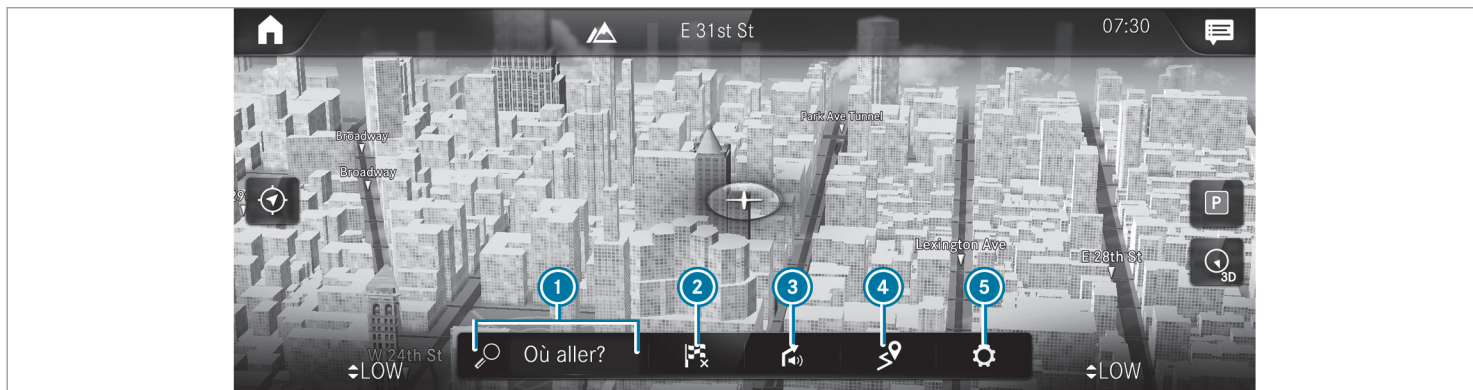 E 31st St
07:30
Park Ave Tunnel
Broadway
Broadway
29
P
Lexington Ave
E 28th St
3D
1
2
3
4
5
W 24th St
Où aller?
LOW
LOW